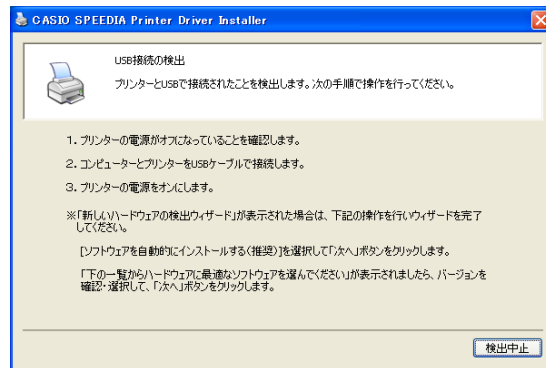 CASIO SPEEDIA Printer Driver Installer
USB接続の検出
プリンターとUSBで接続されたことを検出します。次の手順で操作を行ってください。
1. プリンターの電源がオフになっていることを確認します。
2. コンピューターとプリンターをUSBケーブルで接続します。
3. プリンターの電源をオンにします。
※「新しいハードウェアの検出ウィザード」が表示された場合は、下記の操作を行いウィザードを完了
してください。
[ソフトウェアを自動的にインストールする(推奨)]を選択して「次へ」ボタンをクリックします。
「下の一覧からハードウェアに最適なソフトウェアを選んでください」が表示されましたら、バージョンを
確認・選択して、「次へ」ボタンをクリックします。
検出中止